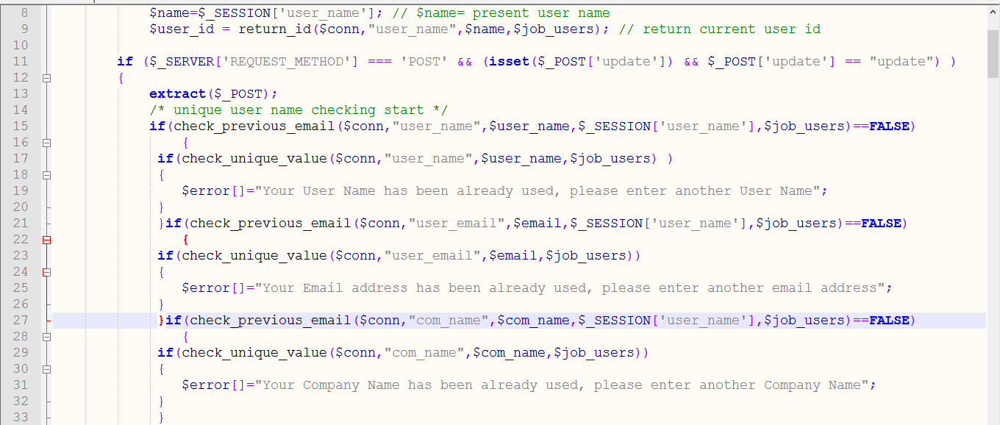 8 $name=$_SESSION['user_name']; // $name= present user name
9 $user_id = return_id($conn,"user_name",$name,$job_users); // return current user id
10
11 if ($_SERVER['REQUEST_METHOD'] === 'POST' && (isset($_POST['update']) && $_POST['update'] == "update") )
12 {
13 extract($_POST);
14 /* unique user name checking start */
15 if(check_previous_email($conn,"user_name",$user_name,$_SESSION['user_name'],$job_users)==FALSE)
16 {
17 if(check_unique_value($conn,"user_name",$user_name,$job_users) )
18 {
19 $error[]="Your User Name has been already used, please enter another User Name";
20 }
21 }if(check_previous_email($conn,"user_email",$email,$_SESSION['user_name'],$job_users)==FALSE)
22 {
23 if(check_unique_value($conn,"user_email",$email,$job_users))
24 {
25 $error[]="Your Email address has been already used, please enter another email address";
26 }
27 }if(check_previous_email($conn,"com_name",$com_name,$_SESSION['user_name'],$job_users)==FALSE)
28 {
29 if(check_unique_value($conn,"com_name",$com_name,$job_users))
30 {
31 $error[]="Your Company Name has been already used, please enter another Company Name";
32 }
33 }